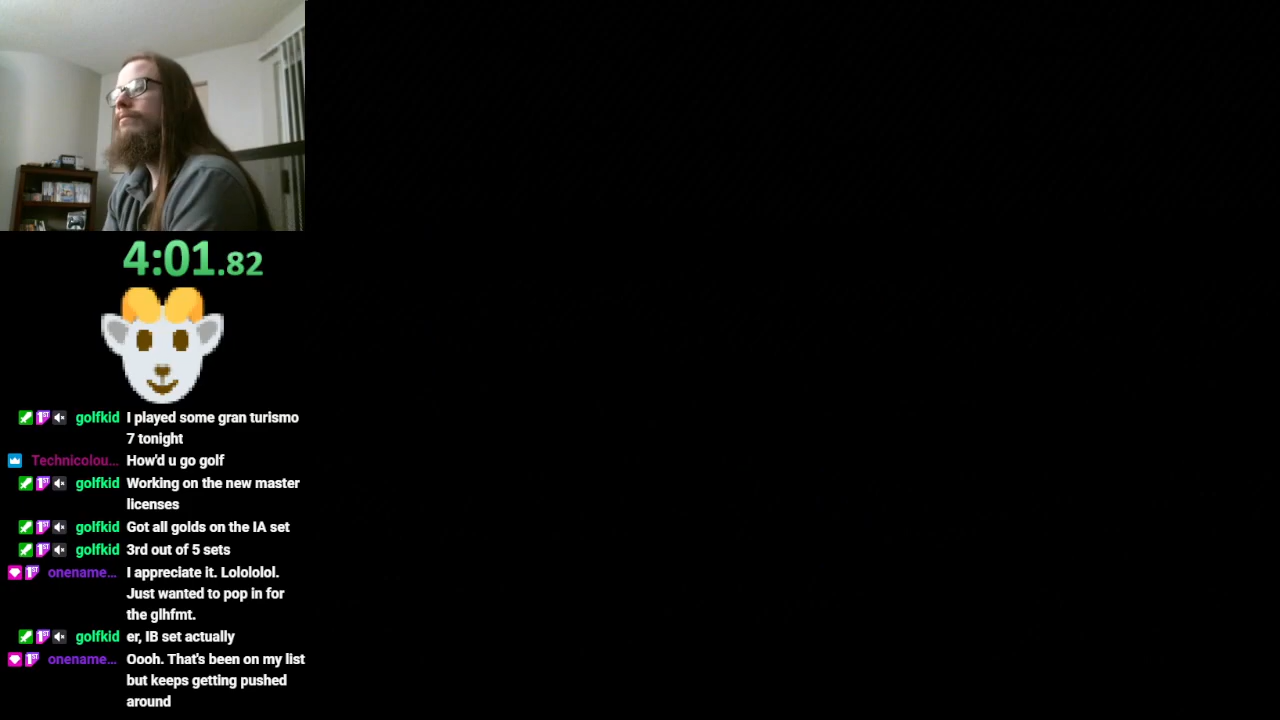 4:01.82
golfkid I played some gran turismo
7 tonight
Technicolou... How'd u go golf
golfkid Working on the new master
licenses
golfkid Got all golds on the IA set
golfkid 3rd out of 5 sets
onename... I appreciate it. Lolololol.
Just wanted to pop in for
the glhfmt.
golfkid er, IB set actually
onename... Oooh. That's been on my list
but keeps getting pushed
around